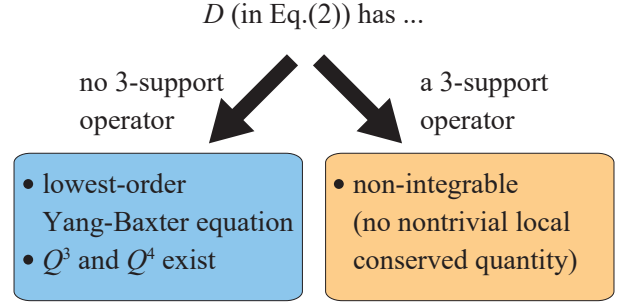 D (in Eq.(2)) has ...
no 3-support
operator
a 3-support
operator
• lowest-order
Yang-Baxter equation
• Q³ and Q⁴ exist
• non-integrable
(no nontrivial local
conserved quantity)